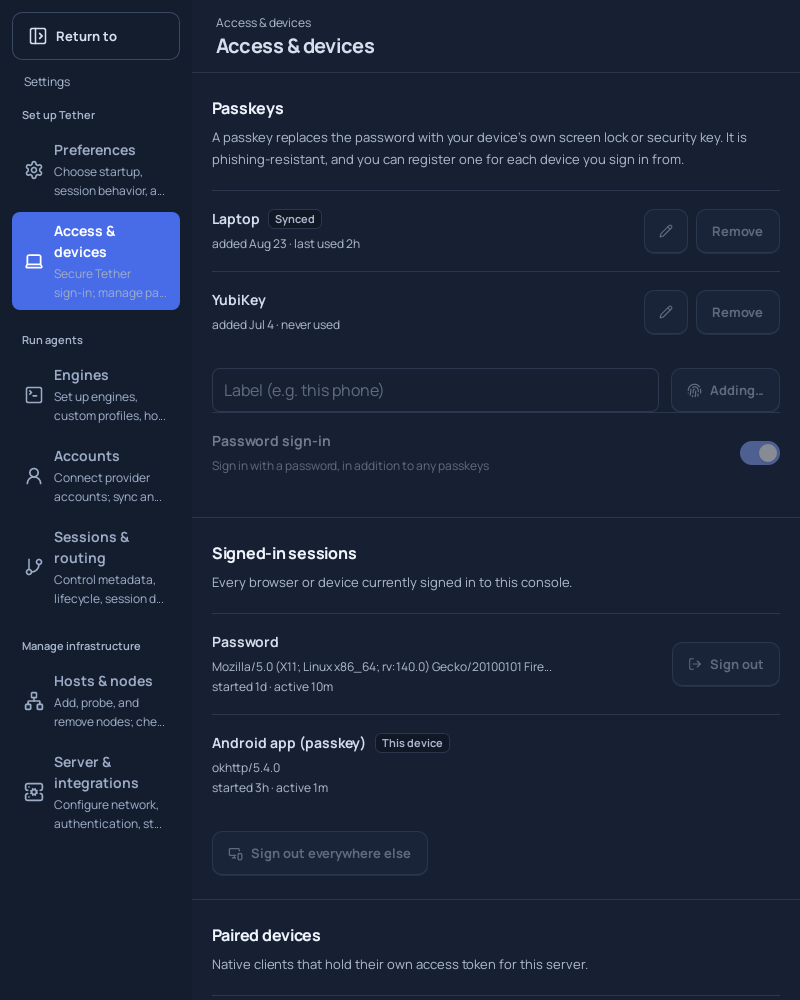 Return to
Settings
Set up Tether
Preferences
Choose startup,
session behavior, a...
Access &
devices
Secure Tether
sign-in; manage pa...
Run agents
Engines
Set up engines,
custom profiles, ho...
Accounts
Connect provider
accounts; sync an...
Sessions &
routing
Control metadata,
lifecycle, session d...
Manage infrastructure
Hosts & nodes
Add, probe, and
remove nodes; che...
Server &
integrations
Configure network,
authentication, st...
Access & devices
Access & devices
Passkeys
A passkey replaces the password with your device's own screen lock or security key. It is
phishing-resistant, and you can register one for each device you sign in from.
Laptop Synced
added Aug 23 · last used 2h
Remove
YubiKey
added Jul 4 · never used
Remove
Label (e.g. this phone)
Adding...
Password sign-in
Sign in with a password, in addition to any passkeys
Signed-in sessions
Every browser or device currently signed in to this console.
Password
Mozilla/5.0 (X11; Linux x86_64; rv:140.0) Gecko/20100101 Fire...
started 1d · active 10m
Sign out
Android app (passkey) This device
okhttp/5.4.0
started 3h · active 1m
Sign out everywhere else
Paired devices
Native clients that hold their own access token for this server.